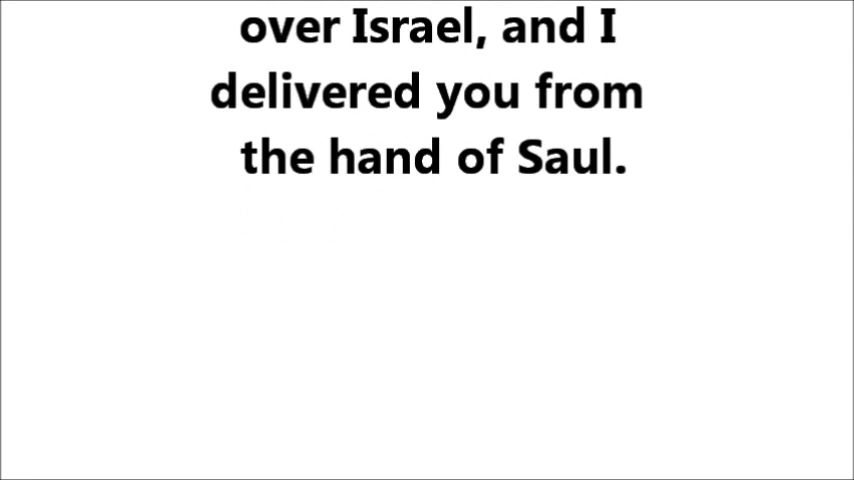 over Israel, and I
delivered you from
the hand of Saul.